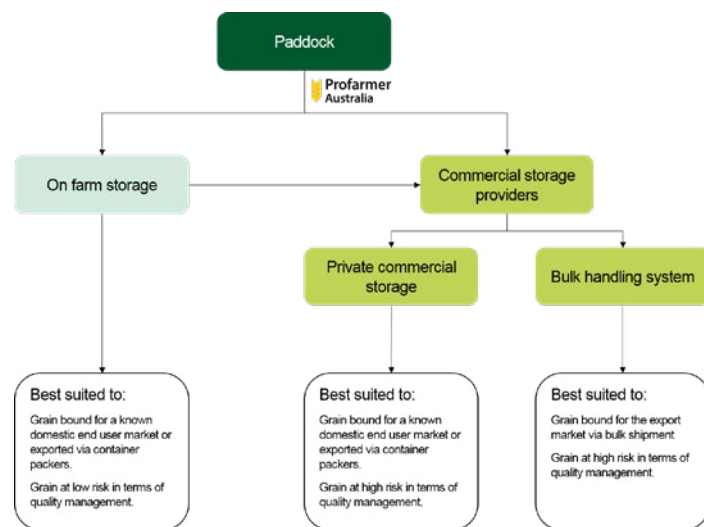 Paddock
Profarmer
Australia
On farm storage
Commercial storage
providers
Private commercial
storage
Bulk handling system
Best suited to:
Grain bound for a known
domestic end user market or
exported via container
packers.
Grain at low risk in terms of
quality management.
Best suited to:
Grain bound for a known
domestic end user market or
exported via container
packers.
Grain at high risk in terms of
quality management.
Best suited to:
Grain bound for the export
market via bulk shipment
Grain at high risk in terms of
quality management.